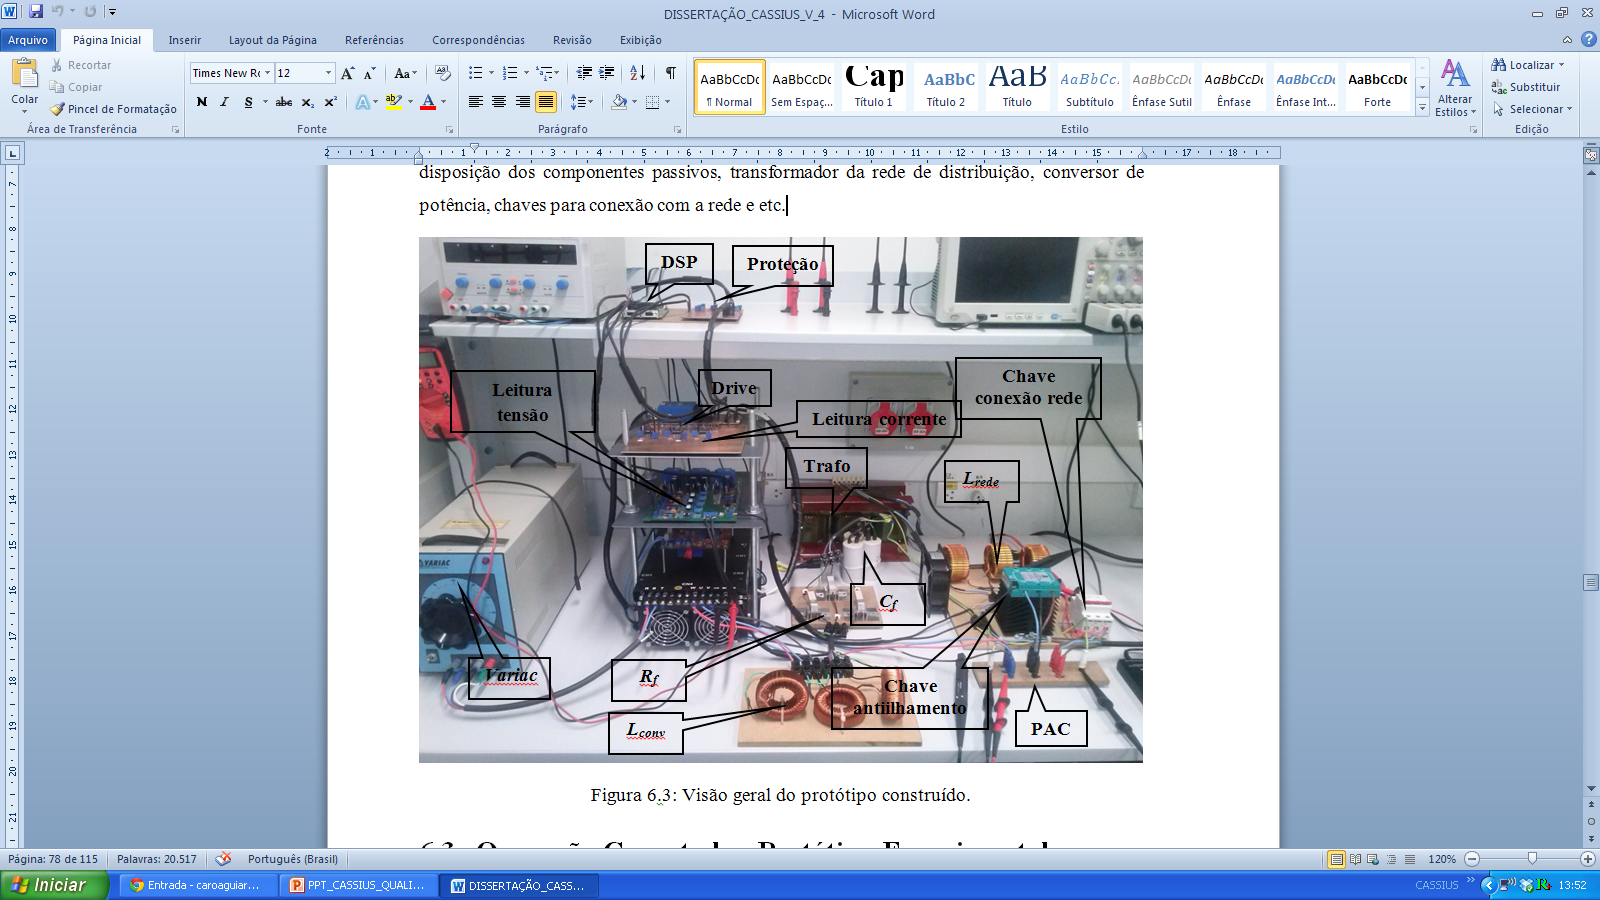 DISSERTAÇÃO_CASSIUS_V_4 - Microsoft Word
Arquivo
Página Inicial
Inserir
Layout da Página
Referências
Correspondências
Revisão
Exibição
Colar
Recortar
Copiar
Pincel de Formatação
Área de Transferência
Times New Ro
12
Fonte
Parágrafo
AaBbCcDc
¶ Normal
AaBbCcDc
Sem Espaç...
Cap
Título 1
AaBbC
Título 2
AaB
Título
AaBbCc.
Subtítulo
AaBbCcDc
Ênfase Sutil
AaBbCcDc
Ênfase
AaBbCcDc
Ênfase Int...
AaBbCcDc
Forte
Alterar
Estilos
Estilo
Localizar
Substituir
Selecionar
Edição
disposição dos componentes passivos, transformador da rede de distribuição, conversor de
potência, chaves para conexão com a rede e etc.
DSP
Proteção
Leitura
tensão
Drive
Leitura corrente
Chave
conexão rede
Trafo
Lrede
VARIAC
Cf
Variac
Rf
Lconv
Chave
antiilhamento
PAC
Figura 6.3: Visão geral do protótipo construído.
Página: 78 de 115
Palavras: 20.517
Português (Brasil)
120%
Iniciar
Entrada - caroaguiar...
PPT_CASSIUS_QUALI...
DISSERTAÇÃO_CASS...
CASSIUS
13:52